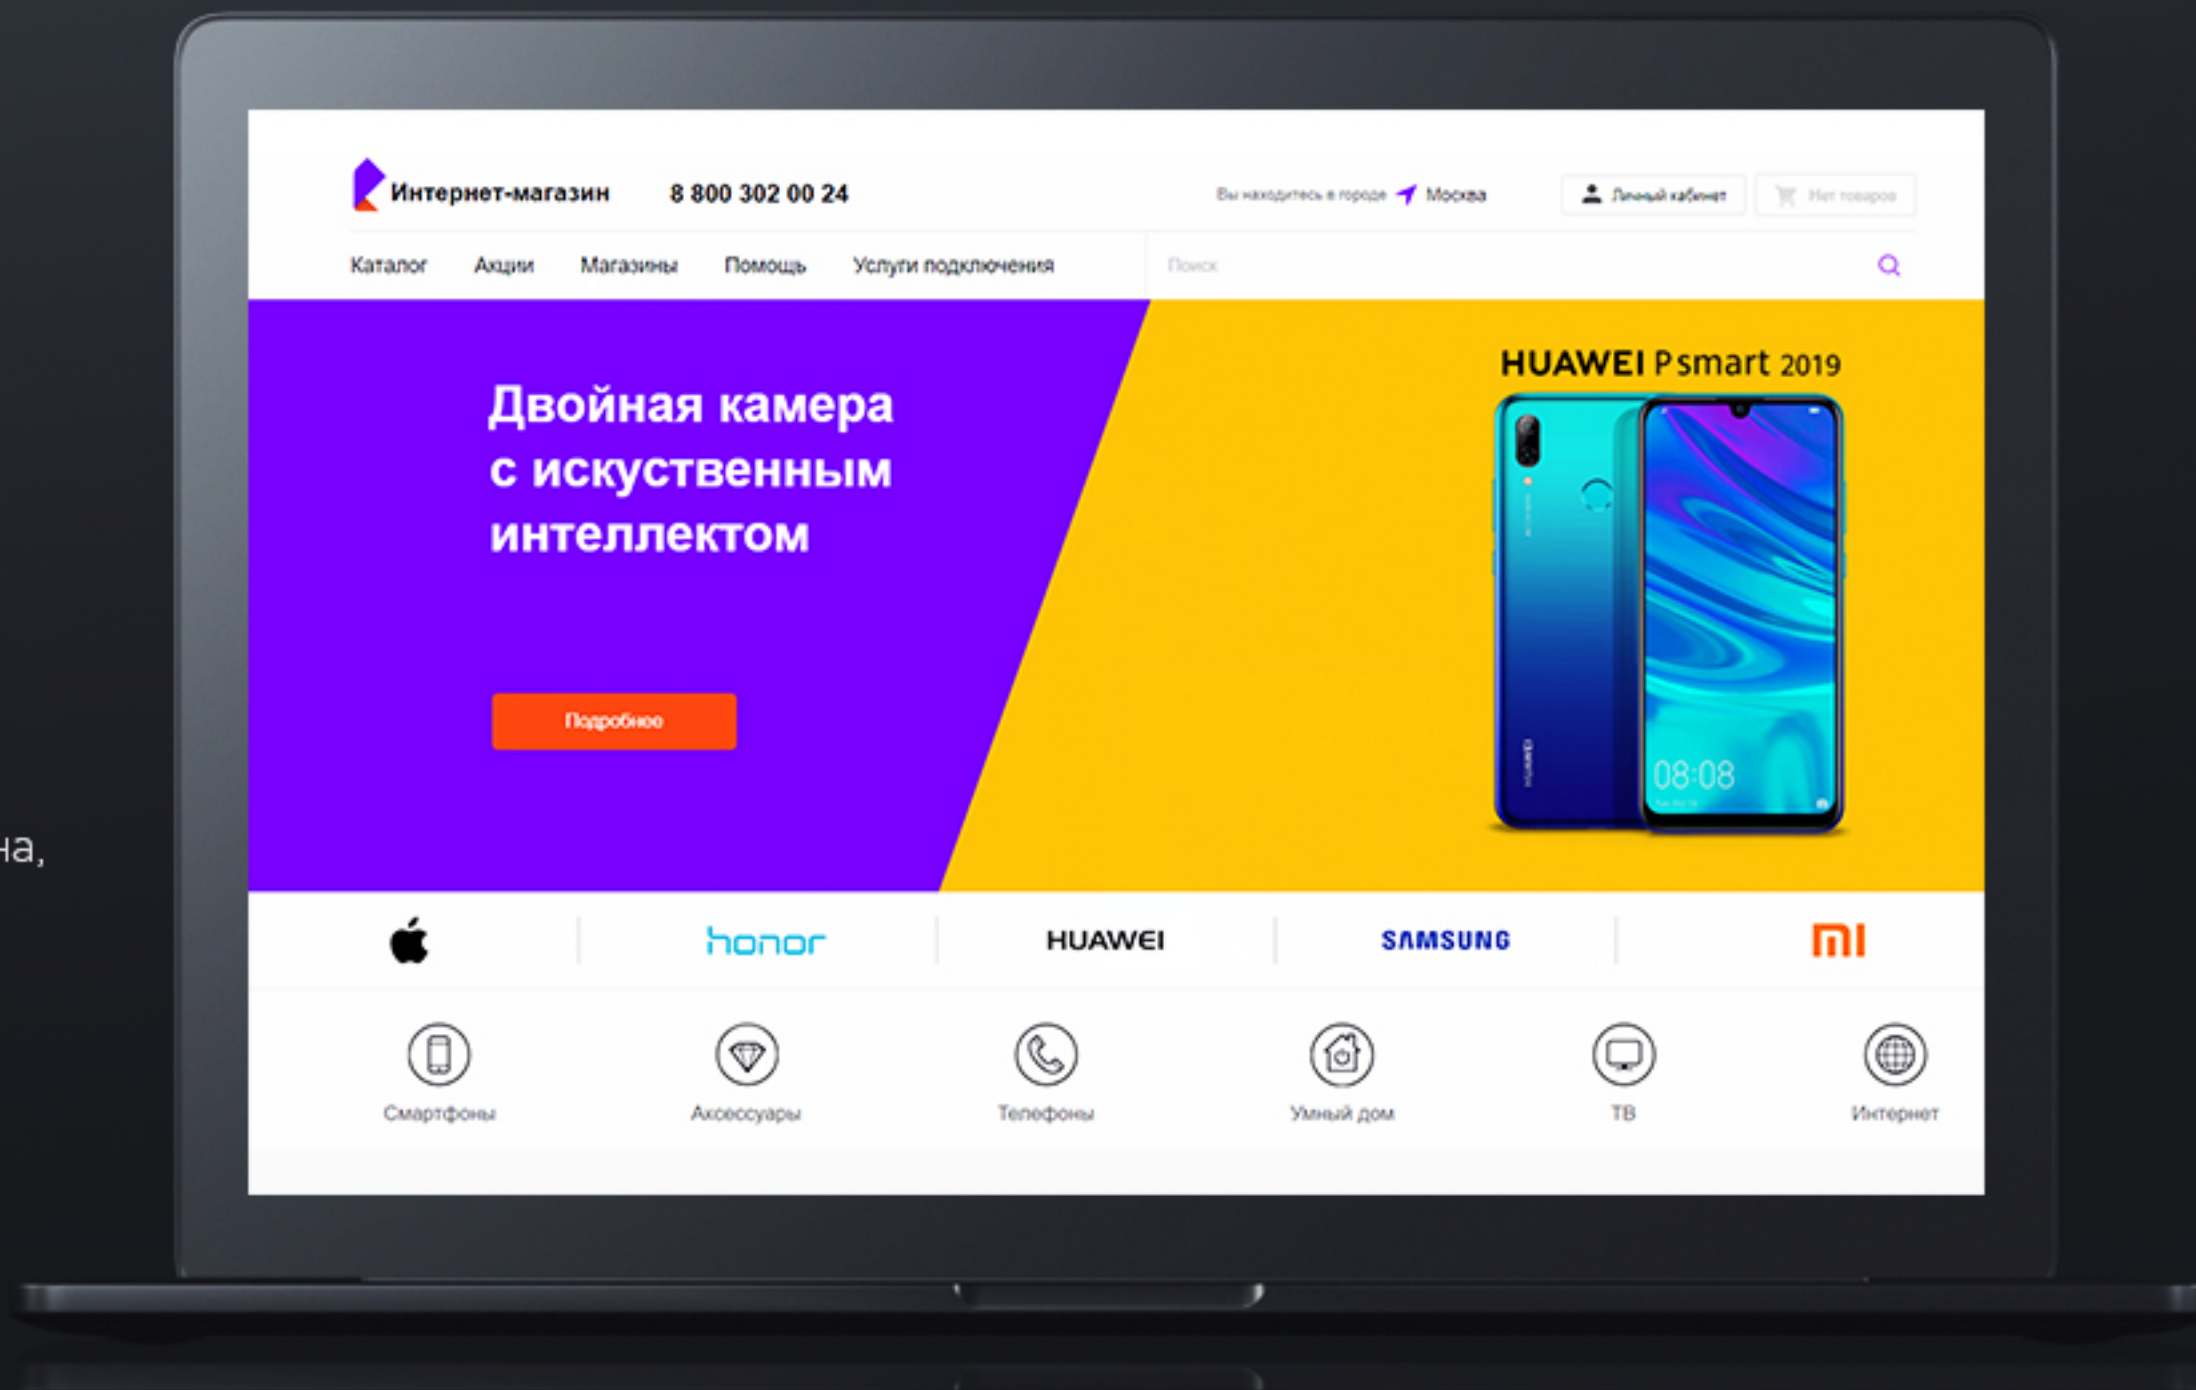 Интернет-магазин
8 800 302 00 24
Вы находитесь в городе Москва
Личный кабинет
Нет товаров
Каталог
Акции
Магазины
Помощь
Услуги подключения
Поиск
Двойная камера
с искуственным
интеллектом
Подробнее
HUAWEI P smart 2019
HUAWEI
08:08
на,
honor
HUAWEI
SAMSUNG
mi
Смартфоны
Аксессуары
Телефоны
Умный дом
ТВ
Интернет